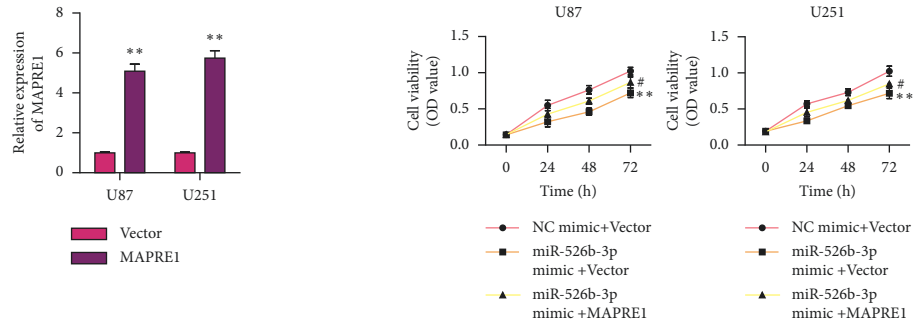 Relative expression
of MAPRE1
8
6
4
2
0
**
**
U87
U251
Vector
MAPRE1
U87
Cell viability
(OD value)
1.5
1.0
0.5
0.0
#
**
0
24
48
72
Time (h)
NC mimic+Vector
miR-526b-3p
mimic +Vector
miR-526b-3p
mimic +MAPRE1
U251
Cell viability
(OD value)
1.5
1.0
0.5
0.0
#
**
0
24
48
72
Time (h)
NC mimic+Vector
miR-526b-3p
mimic +Vector
miR-526b-3p
mimic +MAPRE1